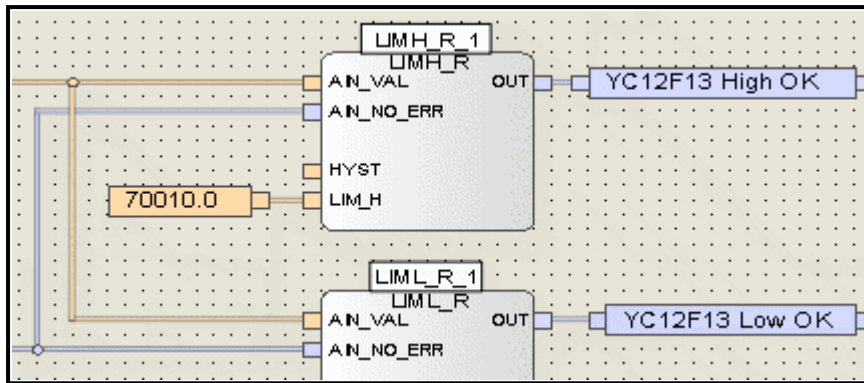 LIMH_R_1
LIMH_R
AIN_VAL OUT YC12F13 High OK
AIN_NO_ERR
HYST
70010.0 LIM_H
LIML_R_1
LIML_R
AIN_VAL OUT YC12F13 Low OK
AIN_NO_ERR